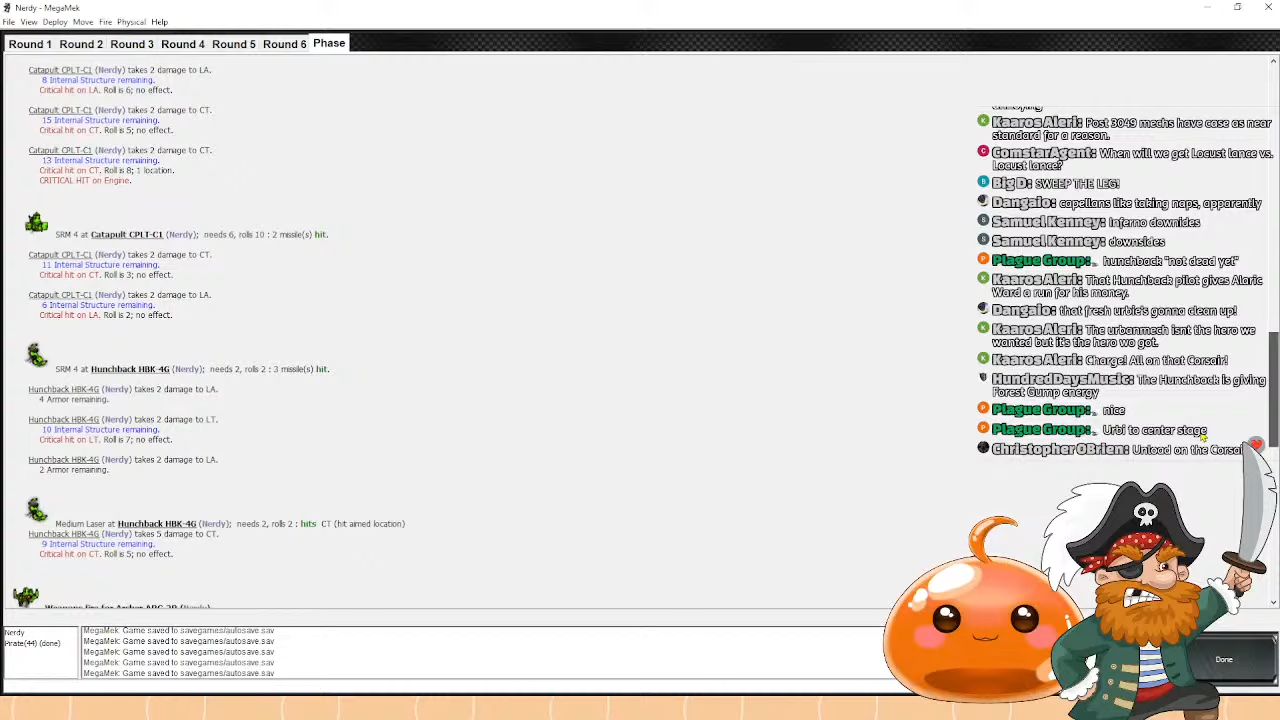 Nerdy - MegaMek
File View Deploy Move Fire Physical Help
Round 1 Round 2 Round 3 Round 4 Round 5 Round 6 Phase
Catapult CPLT-C1 (Nerdy) takes 2 damage to LA.
8 Internal Structure remaining.
Critical hit on LA. Roll is 6; no effect.
Catapult CPLT-C1 (Nerdy) takes 2 damage to CT.
15 Internal Structure remaining.
Critical hit on CT. Roll is 5; no effect.
Catapult CPLT-C1 (Nerdy) takes 2 damage to CT.
13 Internal Structure remaining.
Critical hit on CT. Roll is 8; 1 location.
CRITICAL HIT on Engine.
SRM 4 at Catapult CPLT-C1 (Nerdy); needs 6, rolls 10 : 2 missile(s) hit.
Catapult CPLT-C1 (Nerdy) takes 2 damage to CT.
11 Internal Structure remaining.
Critical hit on CT. Roll is 3; no effect.
Catapult CPLT-C1 (Nerdy) takes 2 damage to LA.
6 Internal Structure remaining.
Critical hit on LA. Roll is 2; no effect.
SRM 4 at Hunchback HBK-4G (Nerdy); needs 2, rolls 2 : 3 missile(s) hit.
Hunchback HBK-4G (Nerdy) takes 2 damage to LA.
4 Armor remaining.
Hunchback HBK-4G (Nerdy) takes 2 damage to LT.
10 Internal Structure remaining.
Critical hit on LT. Roll is 7; no effect.
Hunchback HBK-4G (Nerdy) takes 2 damage to LA.
2 Armor remaining.
Medium Laser at Hunchback HBK-4G (Nerdy); needs 2, rolls 2 : hits CT (hit aimed location)
Hunchback HBK-4G (Nerdy) takes 5 damage to CT.
9 Internal Structure remaining.
Critical hit on CT. Roll is 5; no effect.
Weapons fire for Archer ARC-2R (Nerdy)
annoying
Kaaros Aleri: Post 3049 mechs have case as near
standard for a reason.
ComstarAgent: When will we get Locust lance vs.
Locust lance?
Big D: SWEEP THE LEG!
Dangaio: capellans like taking naps, apparently
Samuel Kenney: Inferno downides
Samuel Kenney: downsides
Plague Group: hunchback "not dead yet"
Kaaros Aleri: That Hunchback pilot gives Alaric
Ward a run for his money.
Dangaio: that fresh urbie's gonna clean up!
Kaaros Aleri: The urbanmech isnt the hero we
wanted but it's the hero wo got.
Kaaros Aleri: Charge! All on that Corsair!
HundredDaysMusic: The Hunchback is giving
Forest Gump energy
Plague Group: nice
Plague Group: Urbi to center stage
Christopher OBrien: Unload on the Corsai
Nerdy
Pirate(44) (done)
MegaMek: Game saved to savegames/autosave.sav
MegaMek: Game saved to savegames/autosave.sav
MegaMek: Game saved to savegames/autosave.sav
MegaMek: Game saved to savegames/autosave.sav
MegaMek: Game saved to savegames/autosave.sav
Done